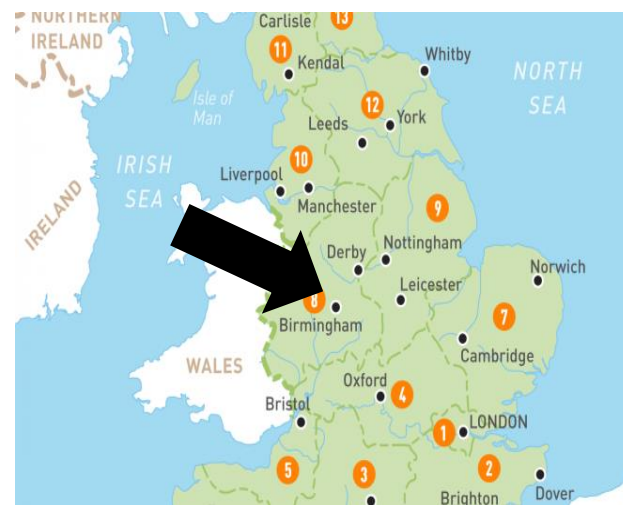 NORTHERN
IRELAND
Carlisle
13
11
Kendal
Whitby
NORTH
SEA
Isle of
Man
12
Leeds
York
IRISH
SEA
10
Liverpool
Manchester
9
IRELAND
Derby
Nottingham
Norwich
Leicester
8
7
Birmingham
Cambridge
WALES
Oxford
4
Bristol
1
LONDON
5
3
2
Brighton
Dover